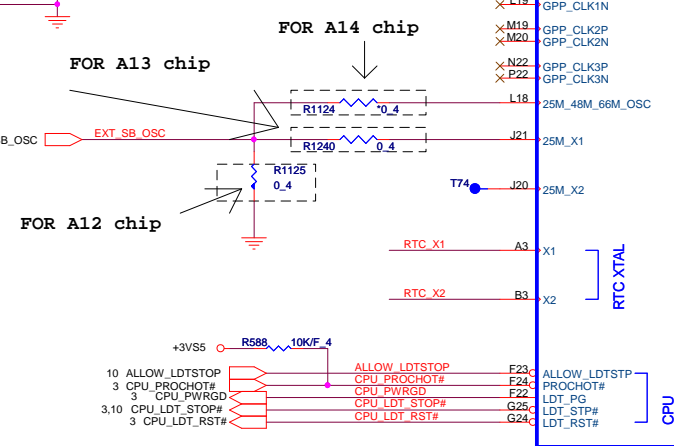 L19 GPP_CLK1N
FOR A14 chip
M19 GPP_CLK2P
M20 GPP_CLK2N
FOR A13 chip
N22 GPP_CLK3P
P22 GPP_CLK3N
R1124 *0_4
L18 25M_48M_66M_OSC
B_OSC EXT_SB_OSC
R1240 0_4
J21 25M_X1
R1125
0_4
T74 J20 25M_X2
FOR A12 chip
RTC_X1 A3 X1
RTC XTAL
RTC_X2 B3 X2
+3VS5 R588 10K/F_4
10 ALLOW_LDTSTOP ALLOW_LDTSTOP F23 ALLOW_LDTSTP
3 CPU_PROCHOT# CPU_PROCHOT# F24 PROCHOT#
3 CPU_PWRGD CPU_PWRGD F22 LDT_PG
3,10 CPU_LDT_STOP# CPU_LDT_STOP# G25 LDT_STP#
3 CPU_LDT_RST# CPU_LDT_RST# G24 LDT_RST#
CPU